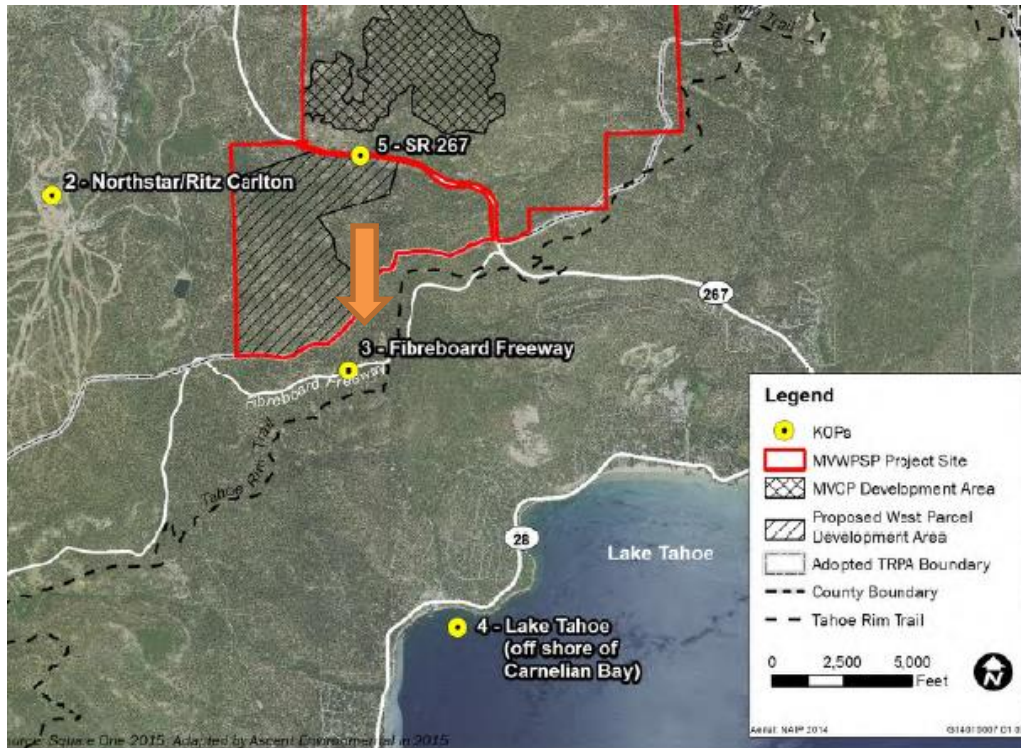 Tahoe Rim Trail
5 - SR 267
2 - Northstar/Ritz Carlton
267
3 - Fibreboard Freeway
Fibreboard Freeway
Tahoe Rim Trail
28
Lake Tahoe
4 - Lake Tahoe
(off shore of
Carnelian Bay)
Legend
KOPs
MVWPSP Project Site
MVCP Development Area
Proposed West Parcel
Development Area
Adopted TRPA Boundary
County Boundary
Tahoe Rim Trail
0 2,500 5,000
Feet
N
Aerial: NAIP 2014
Square One 2015, Adapted by Ascent Environmental in 2015